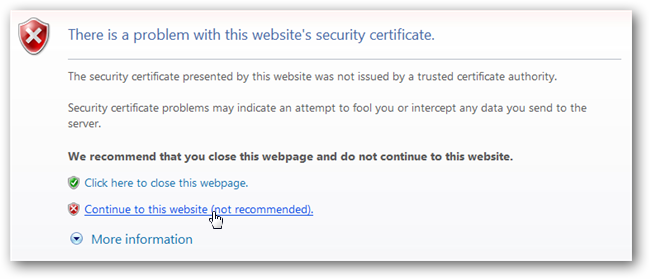 There is a problem with this website's security certificate.
The security certificate presented by this website was not issued by a trusted certificate authority.
Security certificate problems may indicate an attempt to fool you or intercept any data you send to the
server.
We recommend that you close this webpage and do not continue to this website.
Click here to close this webpage.
Continue to this website (not recommended).
More information